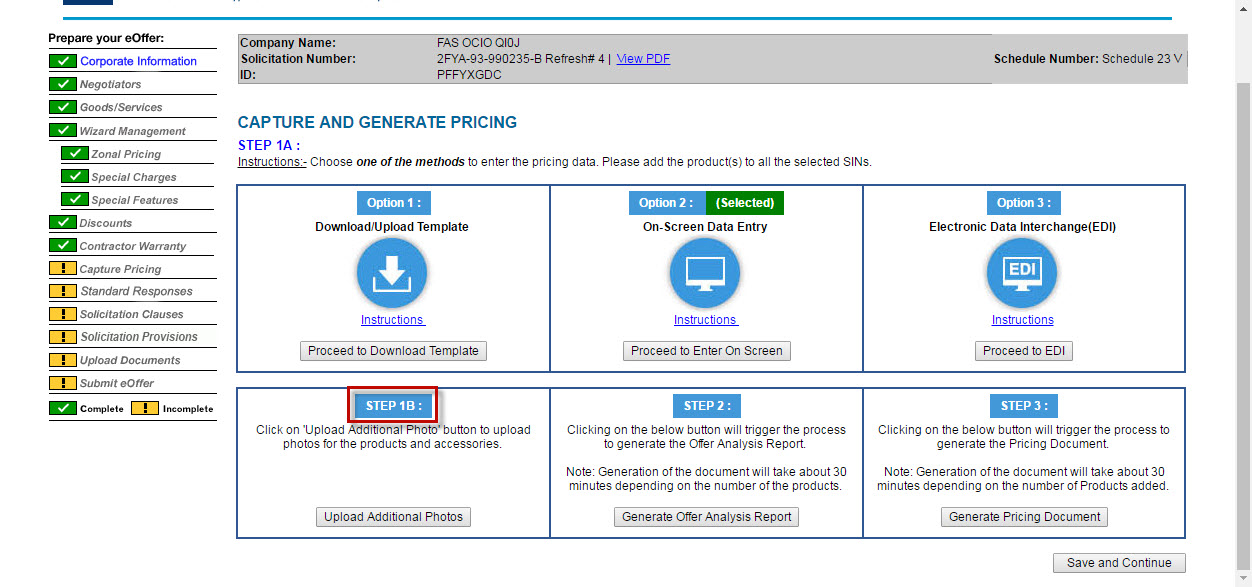 Prepare your eOffer:
Corporate Information
Negotiators
Goods/Services
Wizard Management
Zonal Pricing
Special Charges
Special Features
Discounts
Contractor Warranty
Capture Pricing
Standard Responses
Solicitation Clauses
Solicitation Provisions
Upload Documents
Submit eOffer
Complete ! Incomplete
Company Name: FAS OCIO QI0J
Solicitation Number: 2FYA-93-990235-B Refresh# 4 | View PDF Schedule Number: Schedule 23 V
ID: PFFYXGDC
CAPTURE AND GENERATE PRICING
STEP 1A :
Instructions:- Choose one of the methods to enter the pricing data. Please add the product(s) to all the selected SINs.
Option 1 :
Download/Upload Template
Instructions
Proceed to Download Template
Option 2 : (Selected)
On-Screen Data Entry
Instructions
Proceed to Enter On Screen
Option 3 :
Electronic Data Interchange(EDI)
EDI
Instructions
Proceed to EDI
STEP 1B :
Click on 'Upload Additional Photo' button to upload
photos for the products and accessories.
Upload Additional Photos
STEP 2 :
Clicking on the below button will trigger the process
to generate the Offer Analysis Report.
Note: Generation of the document will take about 30
minutes depending on the number of the products.
Generate Offer Analysis Report
STEP 3 :
Clicking on the below button will trigger the process to
generate the Pricing Document.
Note: Generation of the document will take about 30
minutes depending on the number of Products added.
Generate Pricing Document
Save and Continue